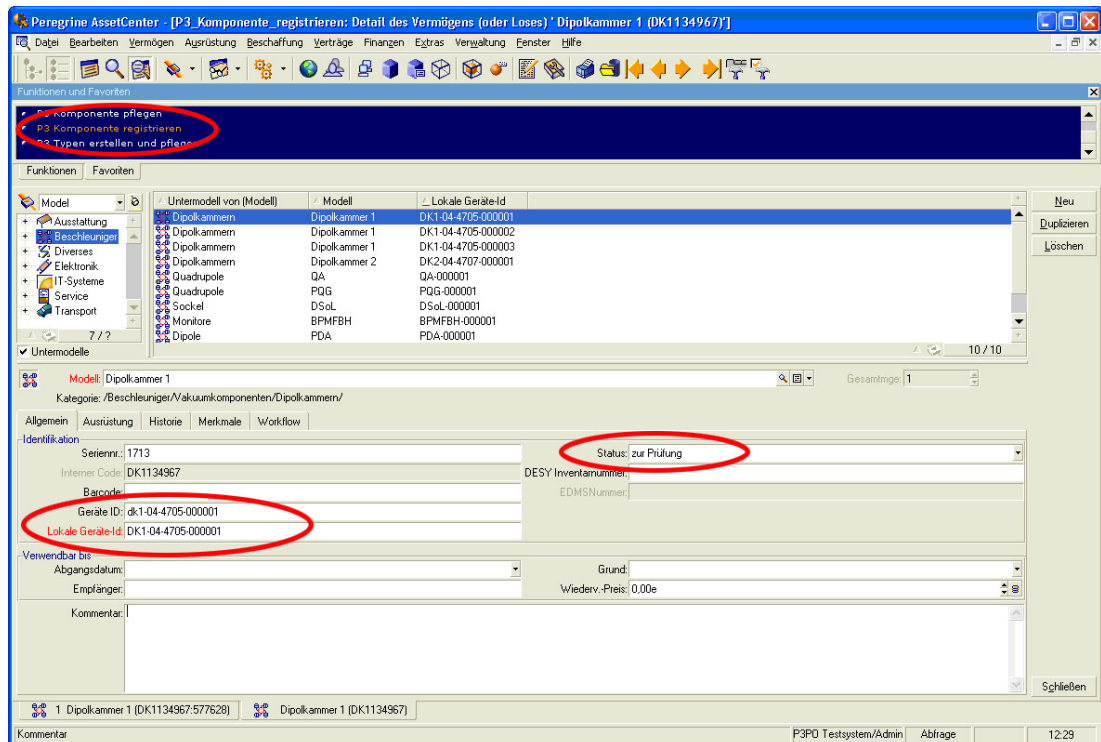 Peregrine AssetCenter - [P3_Komponente_registrieren: Detail des Vermögens (oder Loses) ' Dipolkammer 1 (DK1134967)']
Datei Bearbeiten Vermögen Ausrüstung Beschaffung Verträge Finanzen Extras Verwaltung Fenster Hilfe
Funktionen und Favoriten
P3 Komponente pflegen
P3 Komponente registrieren
P3 Typen erstellen und pflegen
Funktionen Favoriten
Model
Ausstattung
Beschleuniger
Diverses
Elektronik
IT-Systeme
Service
Transport
7 / ?
Untermodelle
Untermodell von (Modell) Modell Lokale Geräte-Id
Dipolkammern Dipolkammer 1 DK1-04-4705-000001
Dipolkammern Dipolkammer 1 DK1-04-4705-000002
Dipolkammern Dipolkammer 1 DK1-04-4705-000003
Dipolkammern Dipolkammer 2 DK2-04-4707-000001
Quadrupole QA QA-000001
Quadrupole PQG PQG-000001
Sockel DSoL DSoL-000001
Monitore BPMFBH BPMFBH-000001
Dipole PDA PDA-000001
10 / 10
Neu
Duplizieren
Löschen
Modell: Dipolkammer 1 Gesamtmge: 1
Kategorie: /Beschleuniger/Vakuumkomponenten/Dipolkammern/
Allgemein Ausrüstung Historie Merkmale Workflow
Identifikation
Seriennr.: 1713 Status: zur Prüfung
Interner Code: DK1134967 DESY Inventarnummer:
Barcode: EDMSNummer:
Geräte ID: dk1-04-4705-000001
Lokale Geräte-Id: DK1-04-4705-000001
Verwendbar bis
Abgangsdatum: Grund:
Empfänger: Wiederv.-Preis: 0,00e
Kommentar:
Schließen
1 Dipolkammer 1 (DK1134967:577628) Dipolkammer 1 (DK1134967)
Kommentar P3PO Testsystem/Admin Abfrage 12:29